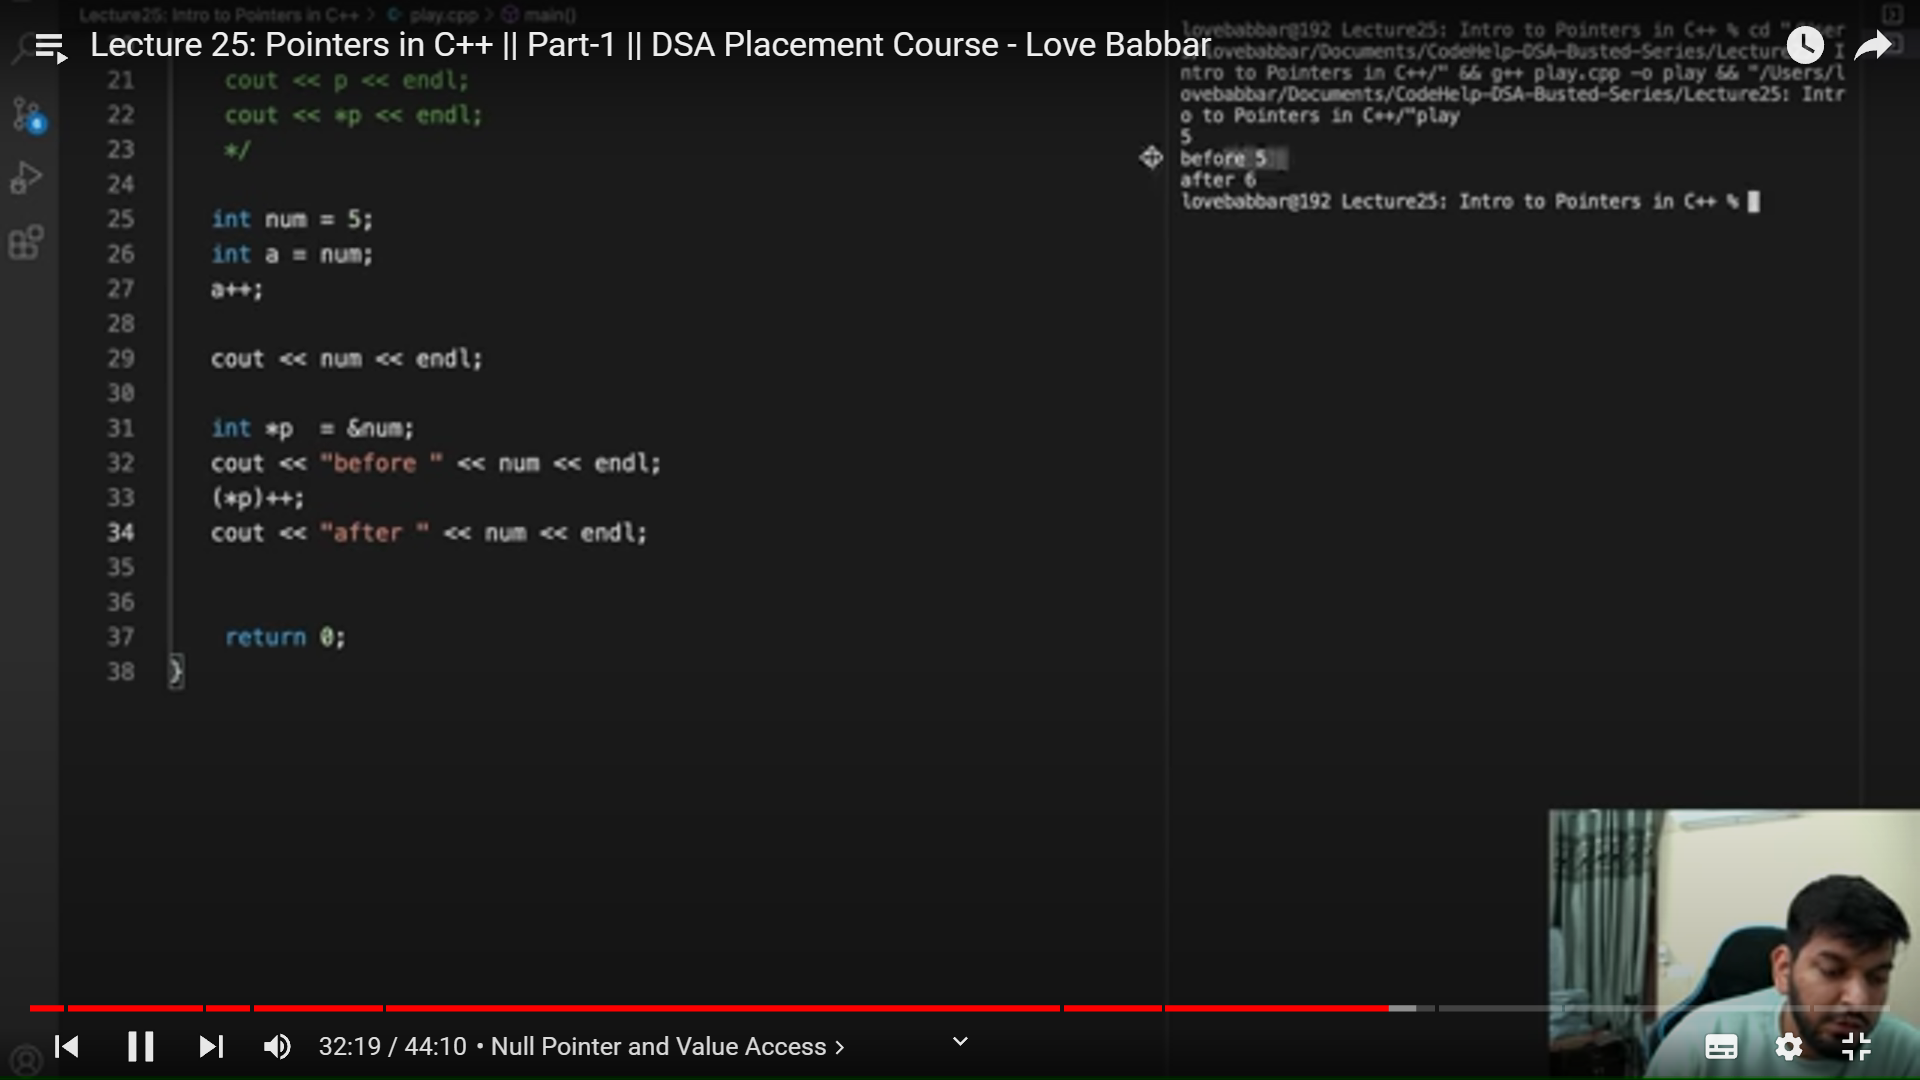 Lecture25: Intro to Pointers in C++ > play.cpp > main()
Lecture 25: Pointers in C++ || Part-1 || DSA Placement Course - Love Babbar
21 cout << p << endl;
22 cout << *p << endl;
23 */
24
25 int num = 5;
26 int a = num;
27 a++;
28
29 cout << num << endl;
30
31 int *p  = &num;
32 cout << "before " << num << endl;
33 (*p)++;
34 cout << "after " << num << endl;
35
36
37 return 0;
38 }
lovebabbar@192 Lecture25: Intro to Pointers in C++ % cd "
lovebabbar/Documents/CodeHelp-DSA-Busted-Series/Lecture I
ntro to Pointers in C++/" && g++ play.cpp -o play && "/Users/l
ovebabbar/Documents/CodeHelp-DSA-Busted-Series/Lecture25: Intr
o to Pointers in C++/"play
5
before 5
after 6
lovebabbar@192 Lecture25: Intro to Pointers in C++ %
32:19 / 44:10 • Null Pointer and Value Access >